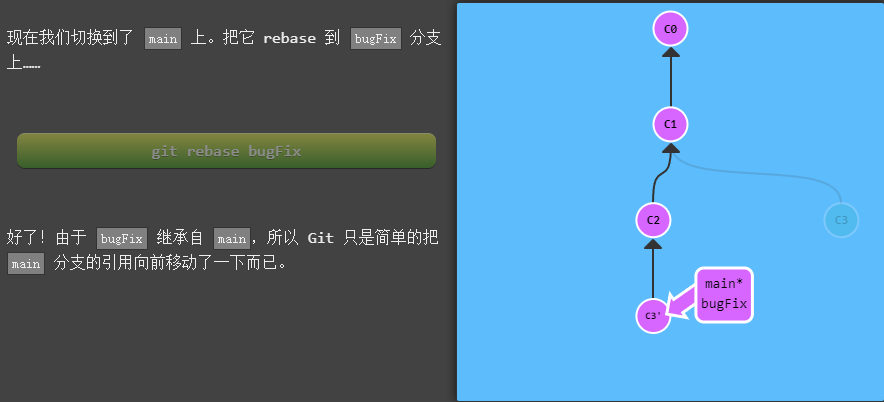 现在我们切换到了 main 上。把它 rebase 到 bugFix 分支
上……
git rebase bugFix
好了！由于 bugFix 继承自 main，所以 Git 只是简单的把
main 分支的引用向前移动了一下而已。
C0
C1
C2
C3
main*
bugFix
C3'